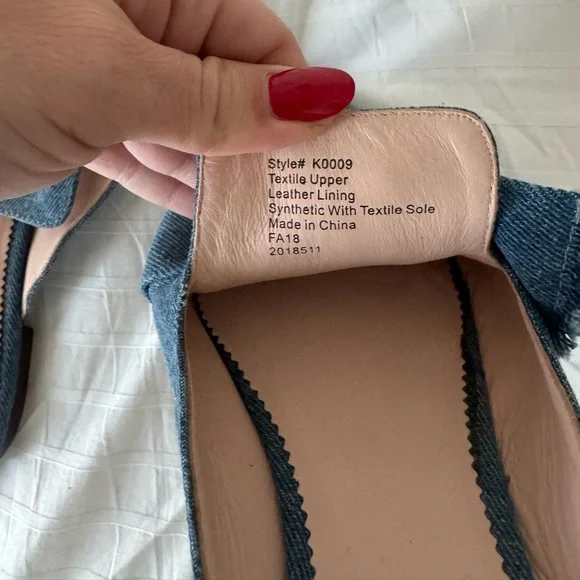 Style# K0009
Textile Upper
Leather Lining
Synthetic With Textile Sole
Made in China
FA18
2018511